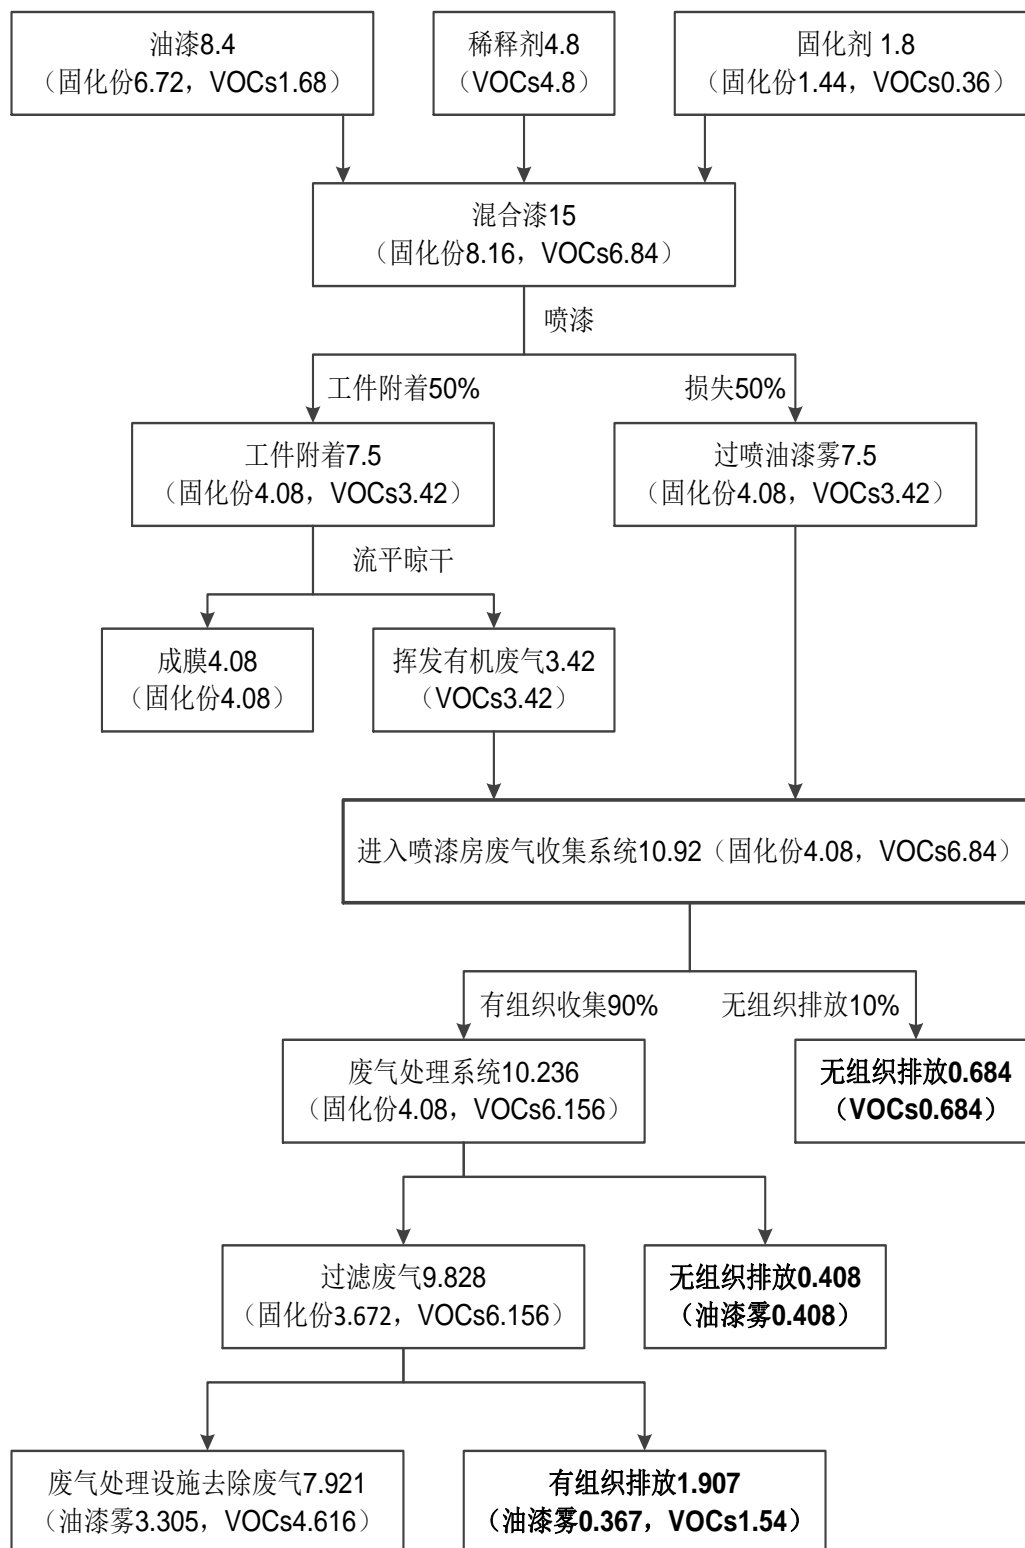 油漆8.4
（固化份6.72，VOCs1.68）
稀释剂4.8
（VOCs4.8）
固化剂 1.8
（固化份1.44，VOCs0.36）
混合漆15
（固化份8.16，VOCs6.84）
喷漆
工件附着50%
损失50%
工件附着7.5
（固化份4.08，VOCs3.42）
过喷油漆雾7.5
（固化份4.08，VOCs3.42）
流平晾干
成膜4.08
（固化份4.08）
挥发有机废气3.42
（VOCs3.42）
进入喷漆房废气收集系统10.92（固化份4.08，VOCs6.84）
有组织收集90%
无组织排放10%
废气处理系统10.236
（固化份4.08，VOCs6.156）
无组织排放0.684
（VOCs0.684）
过滤废气9.828
（固化份3.672，VOCs6.156）
无组织排放0.408
（油漆雾0.408）
废气处理设施去除废气7.921
（油漆雾3.305，VOCs4.616）
有组织排放1.907
（油漆雾0.367，VOCs1.54）